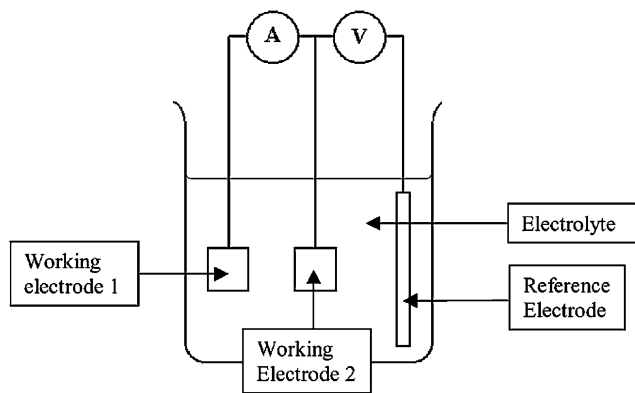 A
V
Electrolyte
Working
electrode 1
Reference
Electrode
Working
Electrode 2